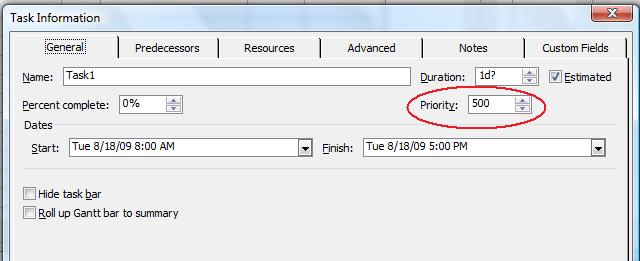 Task Information
General Predecessors Resources Advanced Notes Custom Fields
Name: Task1 Duration: 1d? Estimated
Percent complete: 0% Priority: 500
Dates
Start: Tue 8/18/09 8:00 AM Finish: Tue 8/18/09 5:00 PM
Hide task bar
Roll up Gantt bar to summary